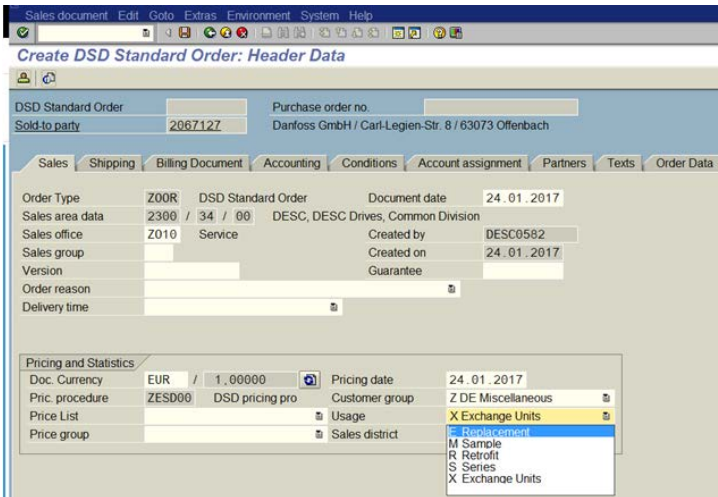 Sales document Edit Goto Extras Environment System Help
Create DSD Standard Order: Header Data
DSD Standard Order Purchase order no.
Sold-to party 2067127 Danfoss GmbH / Carl-Legien-Str. 8 / 63073 Offenbach
Sales Shipping Billing Document Accounting Conditions Account assignment Partners Texts Order Data
Order Type ZOOR DSD Standard Order Document date 24.01.2017
Sales area data 2300 / 34 / 00 DESC, DESC Drives, Common Division
Sales office Z010 Service Created by DESC0582
Sales group Created on 24.01.2017
Version Guarantee
Order reason
Delivery time
Pricing and Statistics
Doc. Currency EUR / 1,00000 Pricing date 24.01.2017
Pric. procedure ZESD00 DSD pricing pro Customer group Z DE Miscellaneous
Price List Usage X Exchange Units
Price group Sales district
E Replacement
M Sample
R Retrofit
S Series
X Exchange Units